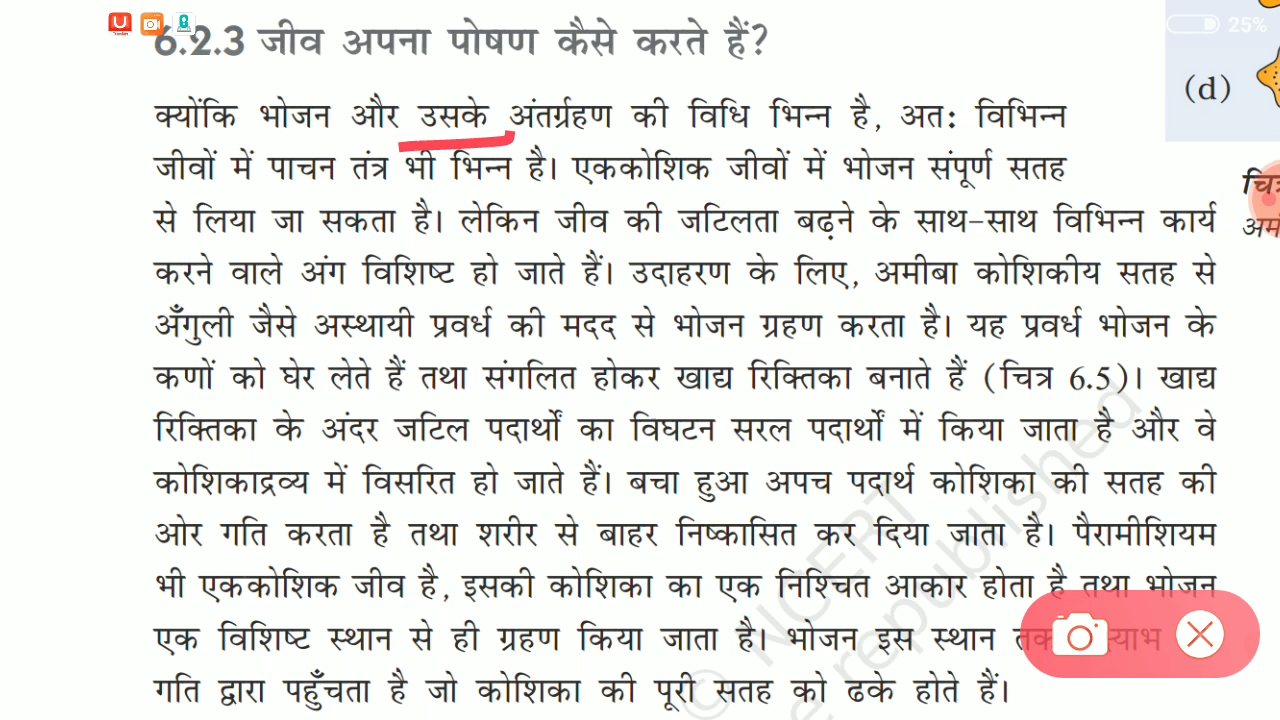 6.2.3 जीव अपना पोषण कैसे करते हैं?
25%
(d)
क्योंकि भोजन और उसके अंतर्ग्रहण की विधि भिन्न है, अत: विभिन्न
जीवों में पाचन तंत्र भी भिन्न है। एककोशिक जीवों में भोजन संपूर्ण सतह
से लिया जा सकता है। लेकिन जीव की जटिलता बढ़ने के साथ-साथ विभिन्न कार्य
करने वाले अंग विशिष्ट हो जाते हैं। उदाहरण के लिए, अमीबा कोशिकीय सतह से
अँगुली जैसे अस्थायी प्रवर्ध की मदद से भोजन ग्रहण करता है। यह प्रवर्ध भोजन के
कणों को घेर लेते हैं तथा संगलित होकर खाद्य रिक्तिका बनाते हैं (चित्र 6.5)। खाद्य
रिक्तिका के अंदर जटिल पदार्थों का विघटन सरल पदार्थों में किया जाता है और वे
कोशिकाद्रव्य में विसरित हो जाते हैं। बचा हुआ अपच पदार्थ कोशिका की सतह की
ओर गति करता है तथा शरीर से बाहर निष्कासित कर दिया जाता है। पैरामीशियम
भी एककोशिक जीव है, इसकी कोशिका का एक निश्चित आकार होता है तथा भोजन
एक विशिष्ट स्थान से ही ग्रहण किया जाता है। भोजन इस स्थान
गति द्वारा पहुँचता है जो कोशिका की पूरी सतह को ढके होते हैं।
© NCERT
republished